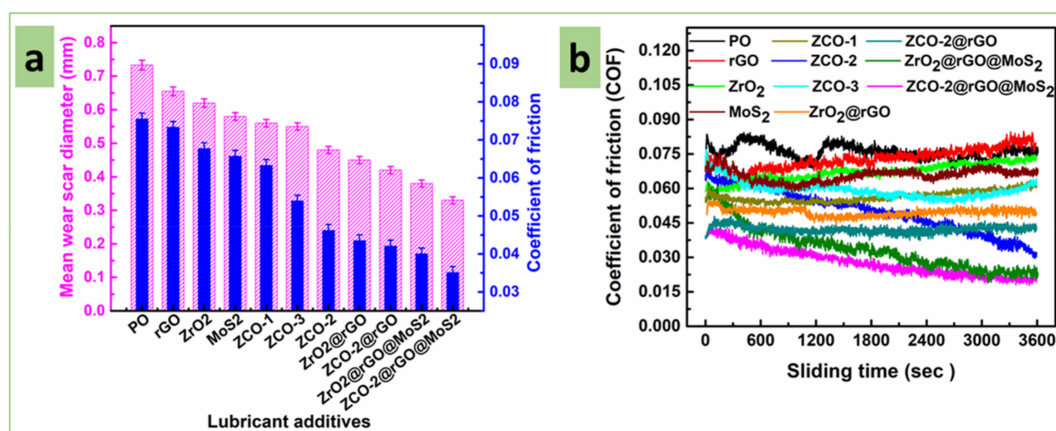 a
Mean wear scar diameter (mm)
0.8
0.7
0.6
0.5
0.4
0.3
0.2
0.1
0.0
0.09
0.08
0.07
0.06
0.05
0.04
0.03
Coefficient of friction
PO
rGO
ZrO2
MoS2
ZCO-1
ZCO-3
ZCO-2
ZrO2@rGO
ZCO-2@rGO
ZrO2@rGO@MoS2
ZCO-2@rGO@MoS2
Lubricant additives
b
Coefficient of friction (COF)
0.120
0.105
0.090
0.075
0.060
0.045
0.030
0.015
0.000
PO ZCO-1 ZCO-2@rGO
rGO ZCO-2 ZrO₂@rGO@MoS₂
ZrO₂ ZCO-3 ZCO-2@rGO@MoS₂
MoS₂ ZrO₂@rGO
0 600 1200 1800 2400 3000 3600
Sliding time (sec )